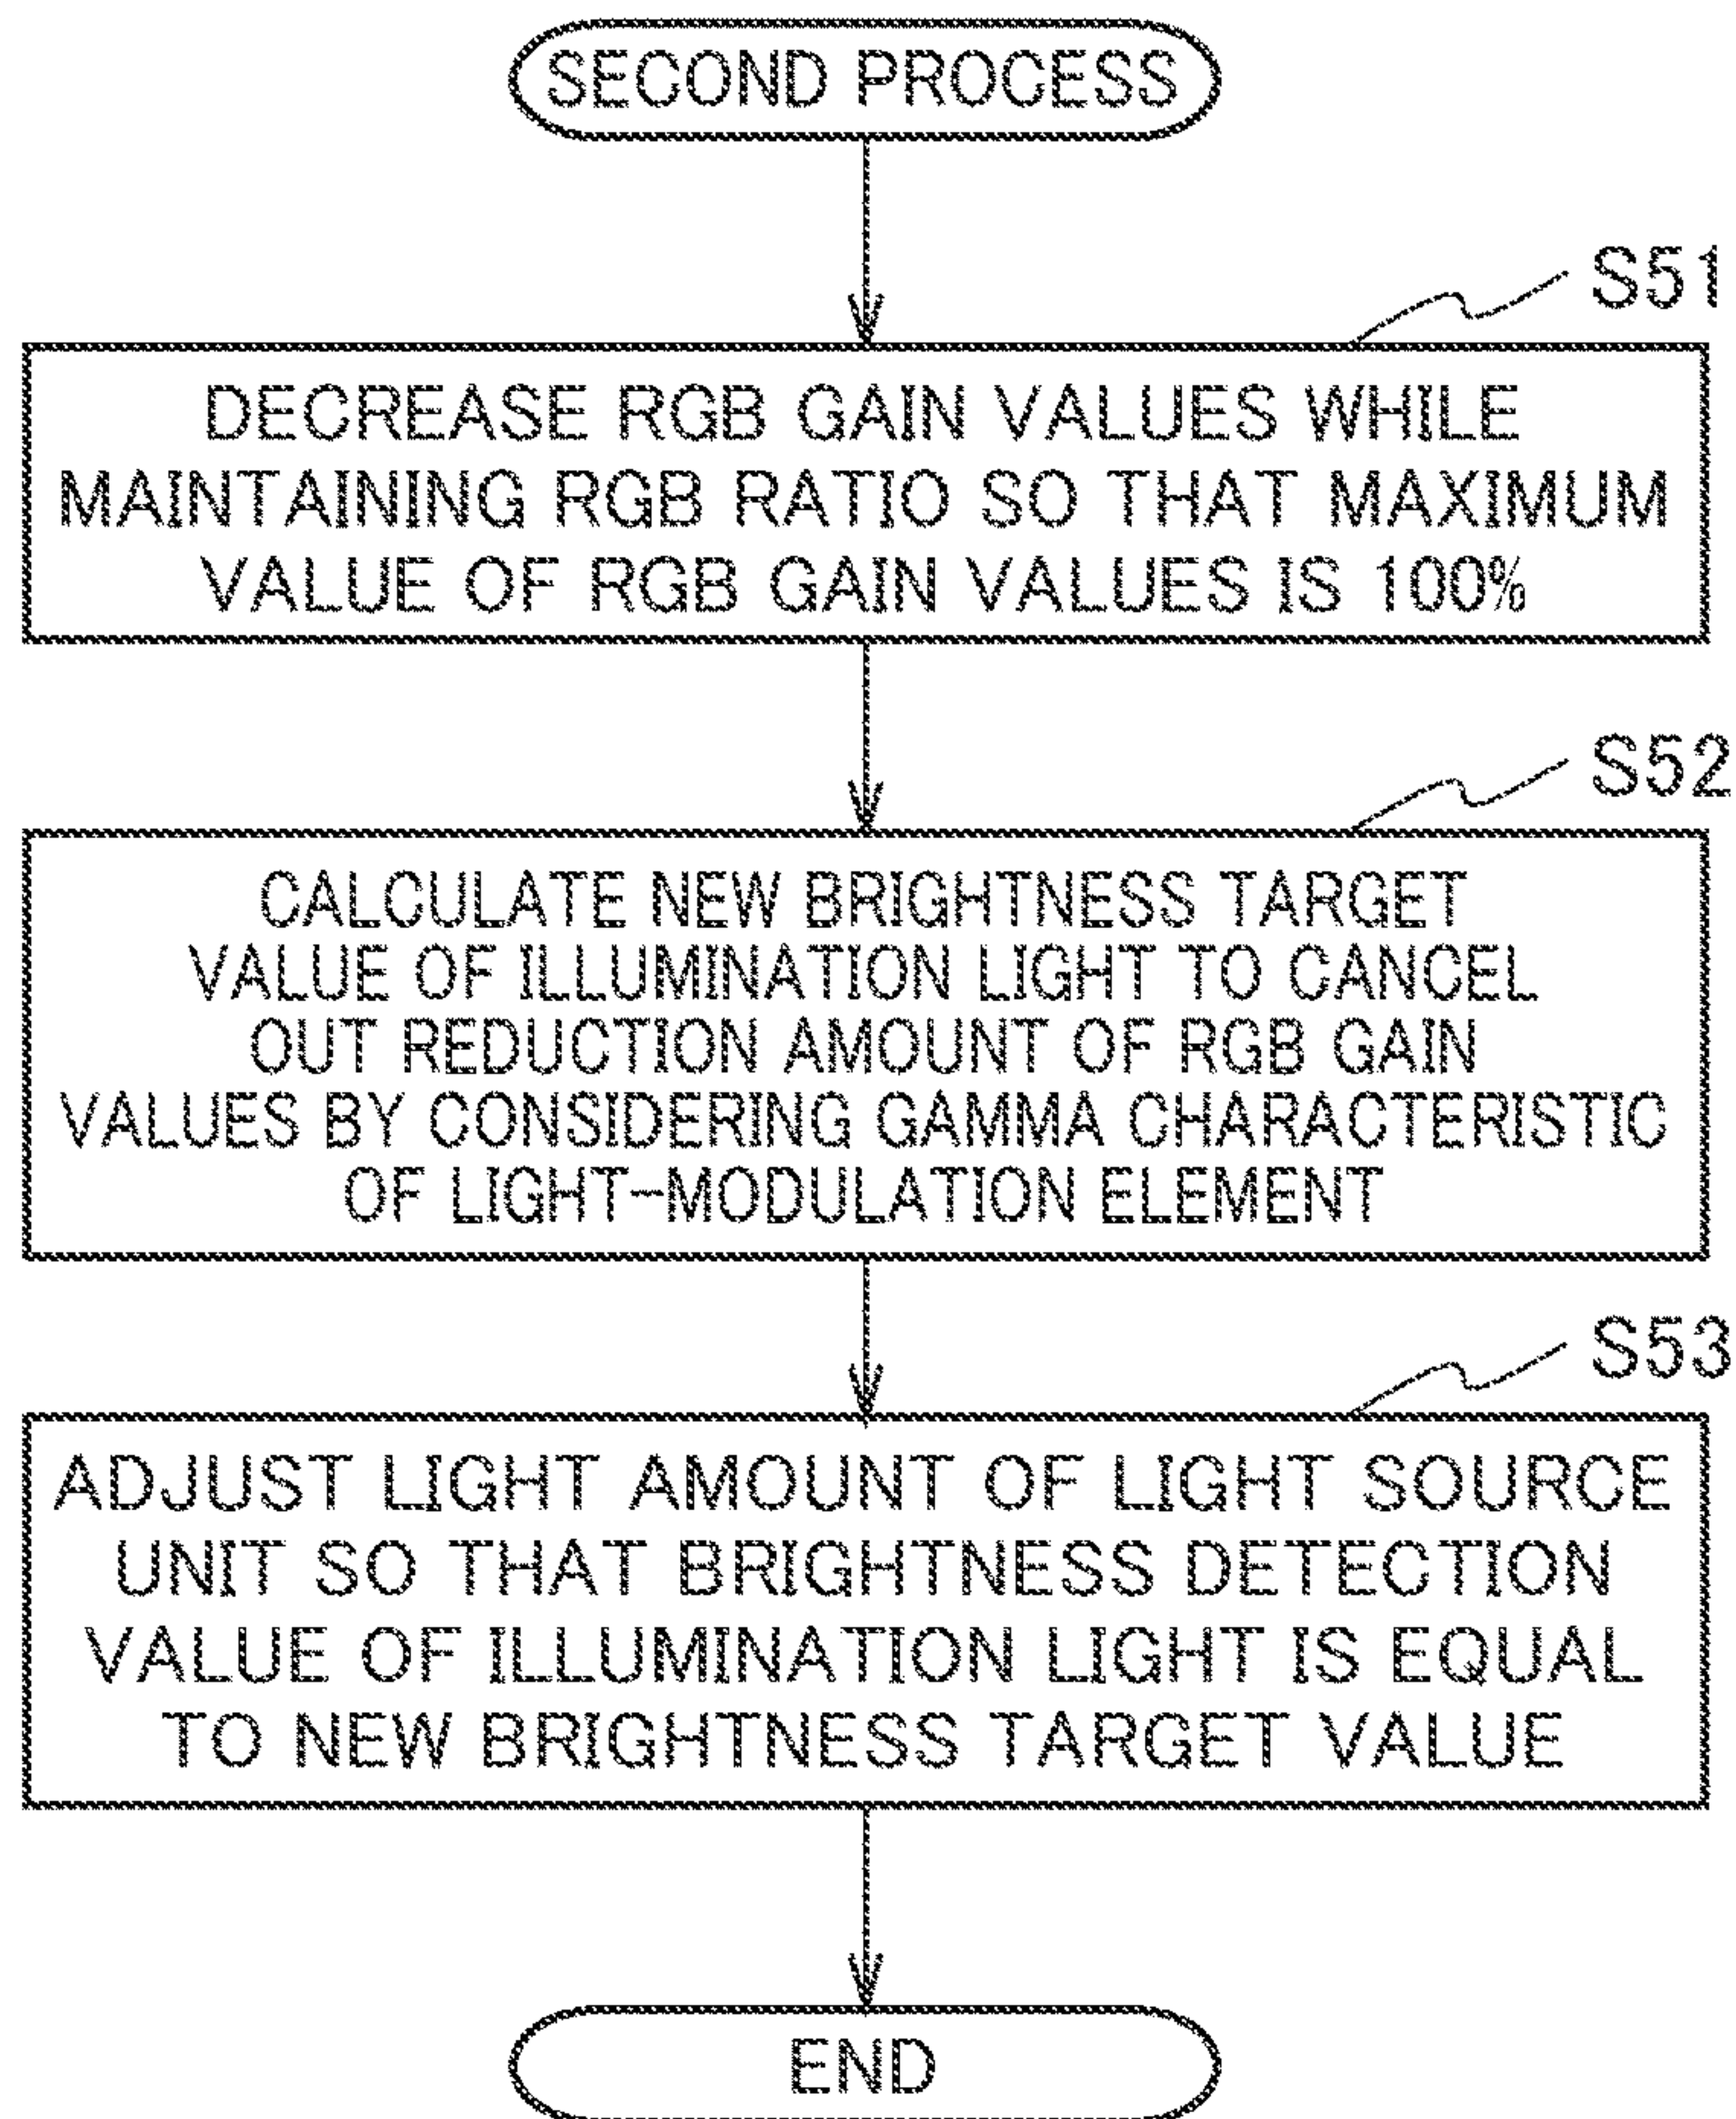 SECOND PROCESS
S51
DECREASE RGB GAIN VALUES WHILE
MAINTAINING RGB RATIO SO THAT MAXIMUM
VALUE OF RGB GAIN VALUES IS 100%
S52
CALCULATE NEW BRIGHTNESS TARGET
VALUE OF ILLUMINATION LIGHT TO CANCEL
OUT REDUCTION AMOUNT OF RGB GAIN
VALUES BY CONSIDERING GAMMA CHARACTERISTIC
OF LIGHT-MODULATION ELEMENT
S53
ADJUST LIGHT AMOUNT OF LIGHT SOURCE
UNIT SO THAT BRIGHTNESS DETECTION
VALUE OF ILLUMINATION LIGHT IS EQUAL
TO NEW BRIGHTNESS TARGET VALUE
END